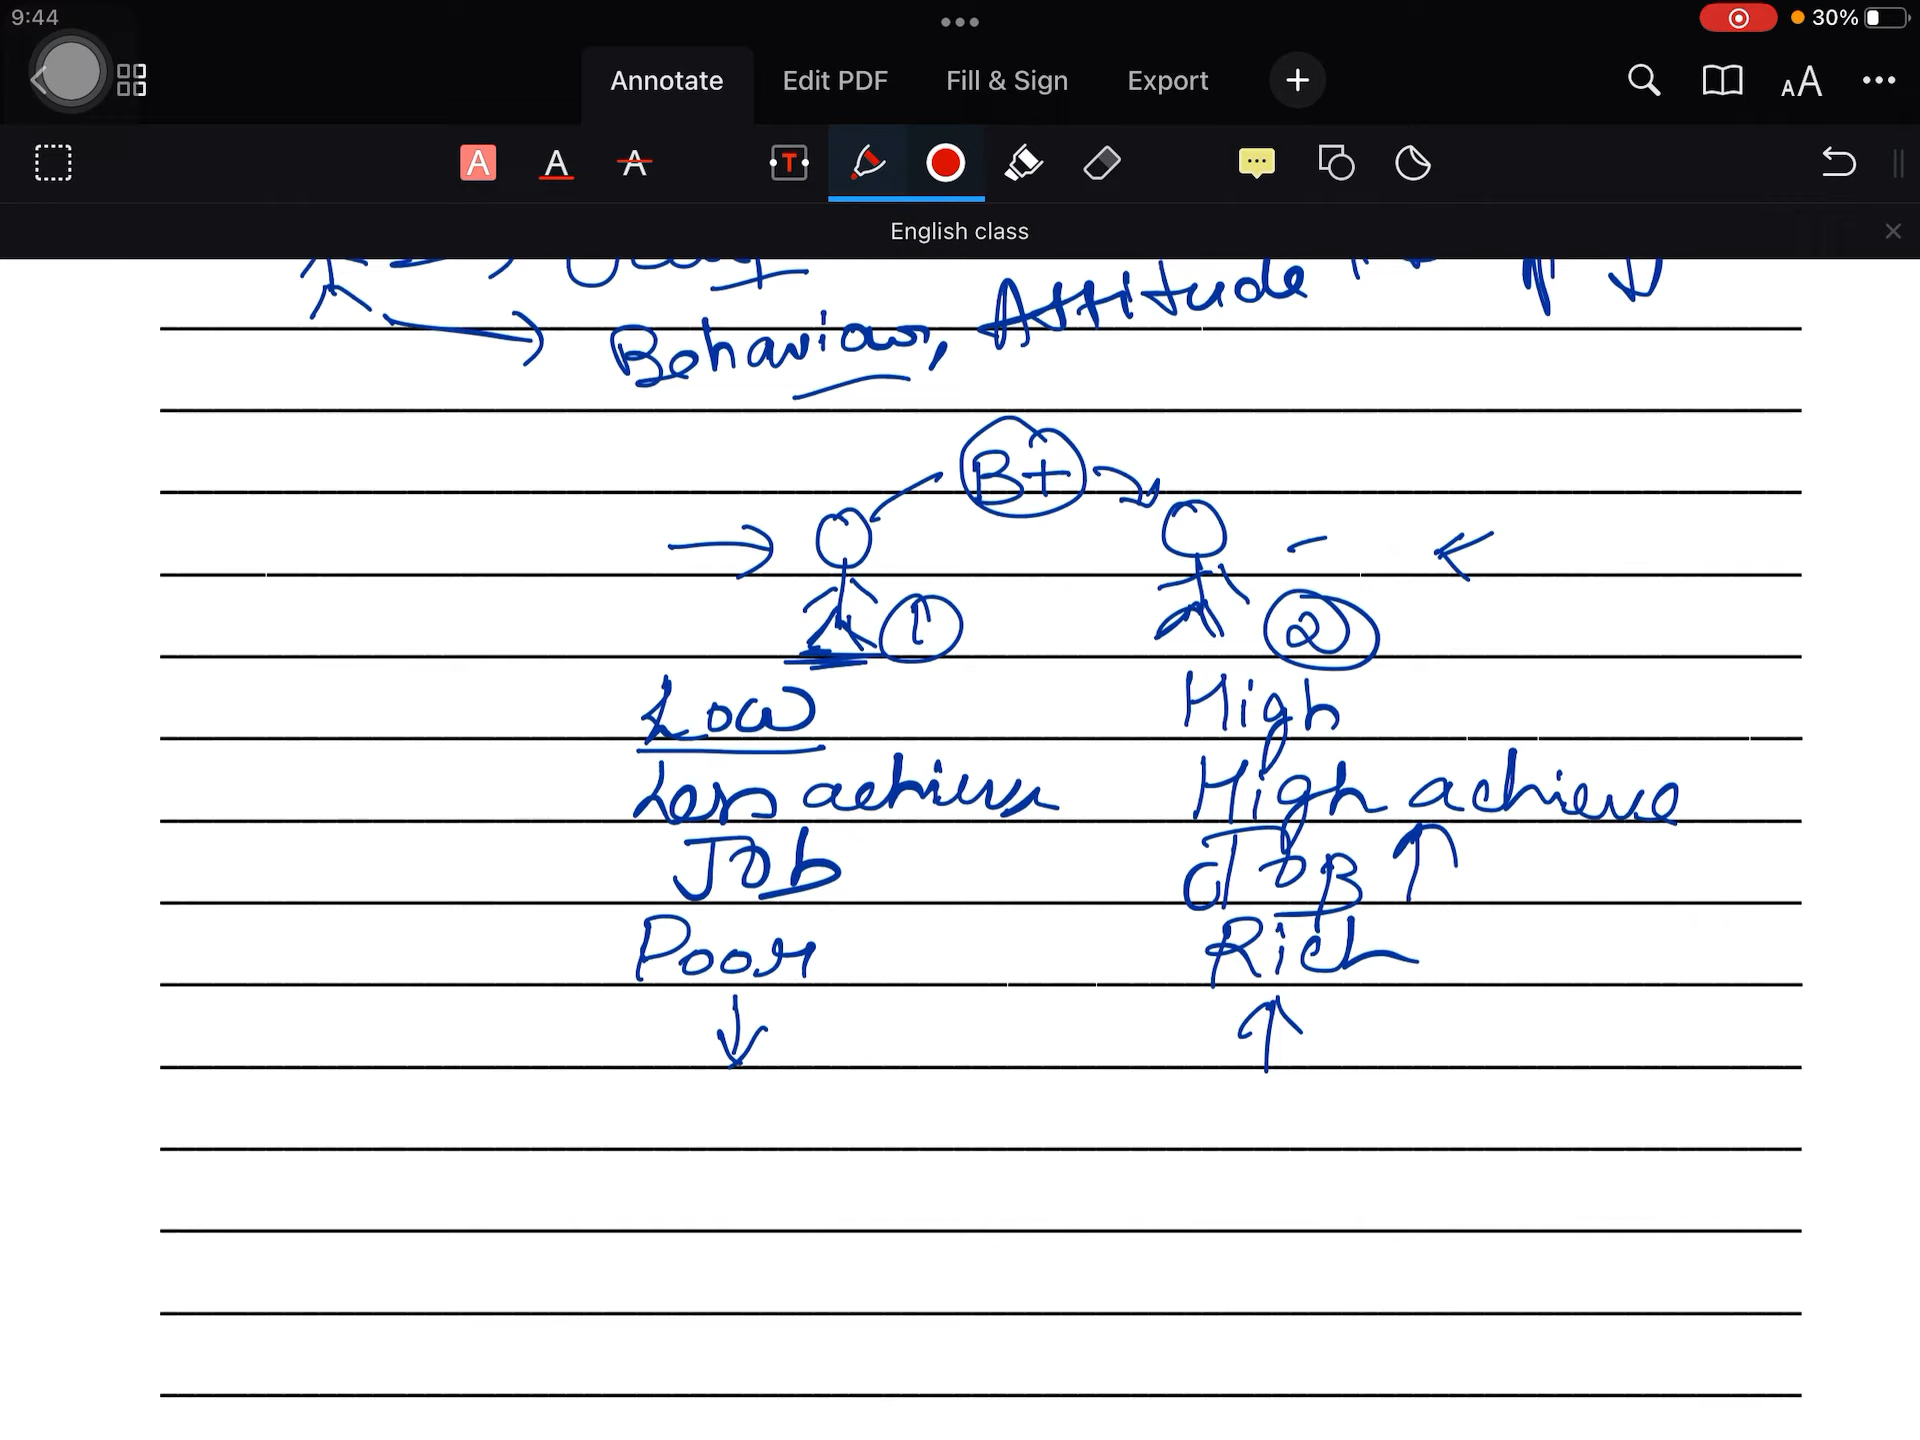 9:44
30%
Annotate Edit PDF Fill & Sign Export
AA
A A A T
English class
Attitude
Behaviour,
B+
1 2
Low High
Less achieve High achieve
Job JOB
Poor Rich